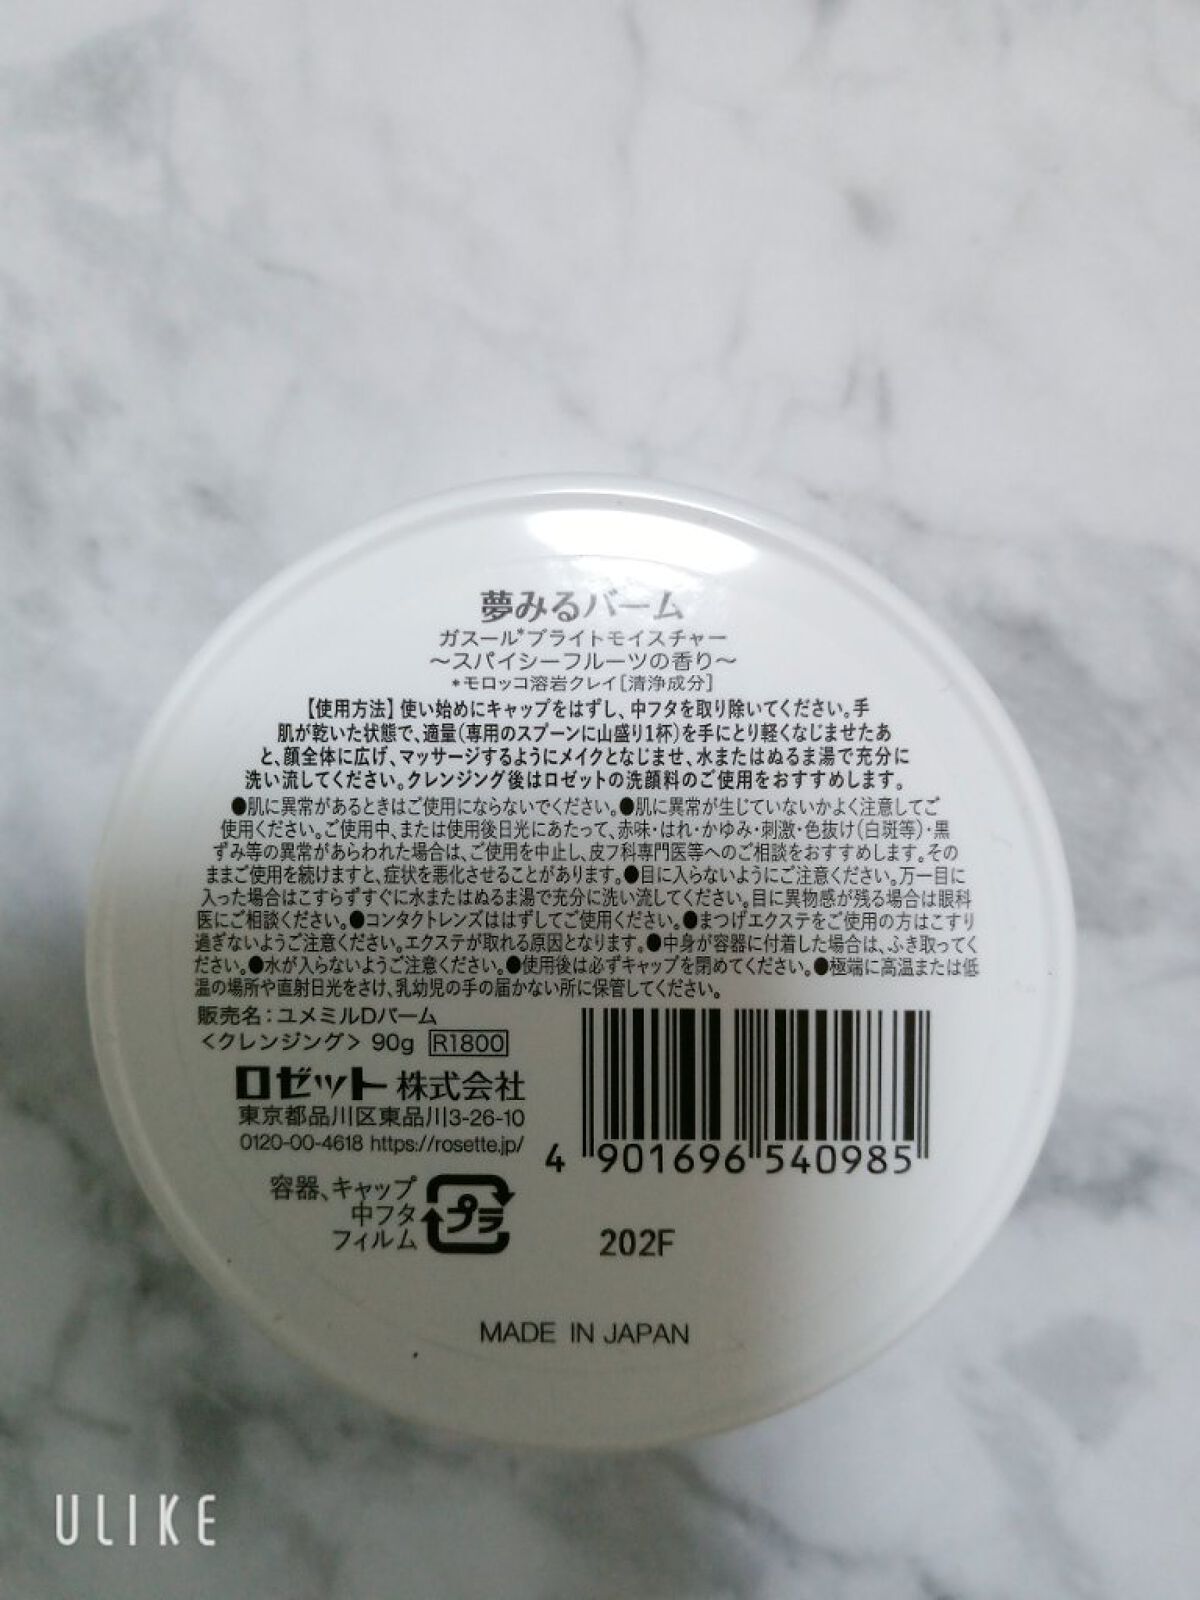 夢みるバーム
ガスール*ブライトモイスチャー
～スパイシーフルーツの香り～
*モロッコ溶岩クレイ[清浄成分]
【使用方法】使い始めにキャップをはずし、中フタを取り除いてください。手
肌が乾いた状態で、適量(専用のスプーンに山盛り1杯)を手にとり軽くなじませたあ
と、顔全体に広げ、マッサージするようにメイクとなじませ、水またはぬるま湯で充分に
洗い流してください。クレンジング後はロゼットの洗顔料のご使用をおすすめします。
●肌に異常があるときはご使用にならないでください。●肌に異常が生じていないかよく注意してご
使用ください。ご使用中、または使用後日光にあたって、赤味・はれ・かゆみ・刺激・色抜け(白斑等)・黒
ずみ等の異常があらわれた場合は、ご使用を中止し、皮フ科専門医等へのご相談をおすすめします。その
ままご使用を続けますと、症状を悪化させることがあります。●目に入らないようにご注意ください。万一目に
入った場合はこすらずすぐに水またはぬるま湯で充分に洗い流してください。目に異物感が残る場合は眼科
医にご相談ください。●コンタクトレンズははずしてご使用ください。●まつげエクステをご使用の方はこすり
過ぎないようご注意ください。エクステが取れる原因となります。●中身が容器に付着した場合は、ふき取ってく
ださい。●水が入らないようご注意ください。●使用後は必ずキャップを閉めてください。●極端に高温または低
温の場所や直射日光をさけ、乳幼児の手の届かない所に保管してください。
販売名：ユメミルDバーム
<クレンジング> 90g R1800
ロゼット株式会社
東京都品川区東品川3-26-10
0120-00-4618 https://rosette.jp/
4 901696 540985
容器、キャップ
中フタ
フィルム
プラ
202F
MADE IN JAPAN
ULIKE